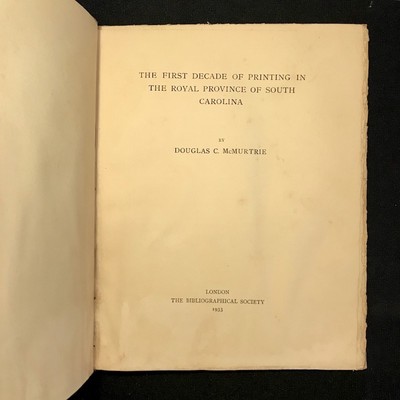 THE FIRST DECADE OF PRINTING IN
THE ROYAL PROVINCE OF SOUTH
CAROLINA
BY
DOUGLAS C. McMURTRIE
LONDON
THE BIBLIOGRAPHICAL SOCIETY
1933